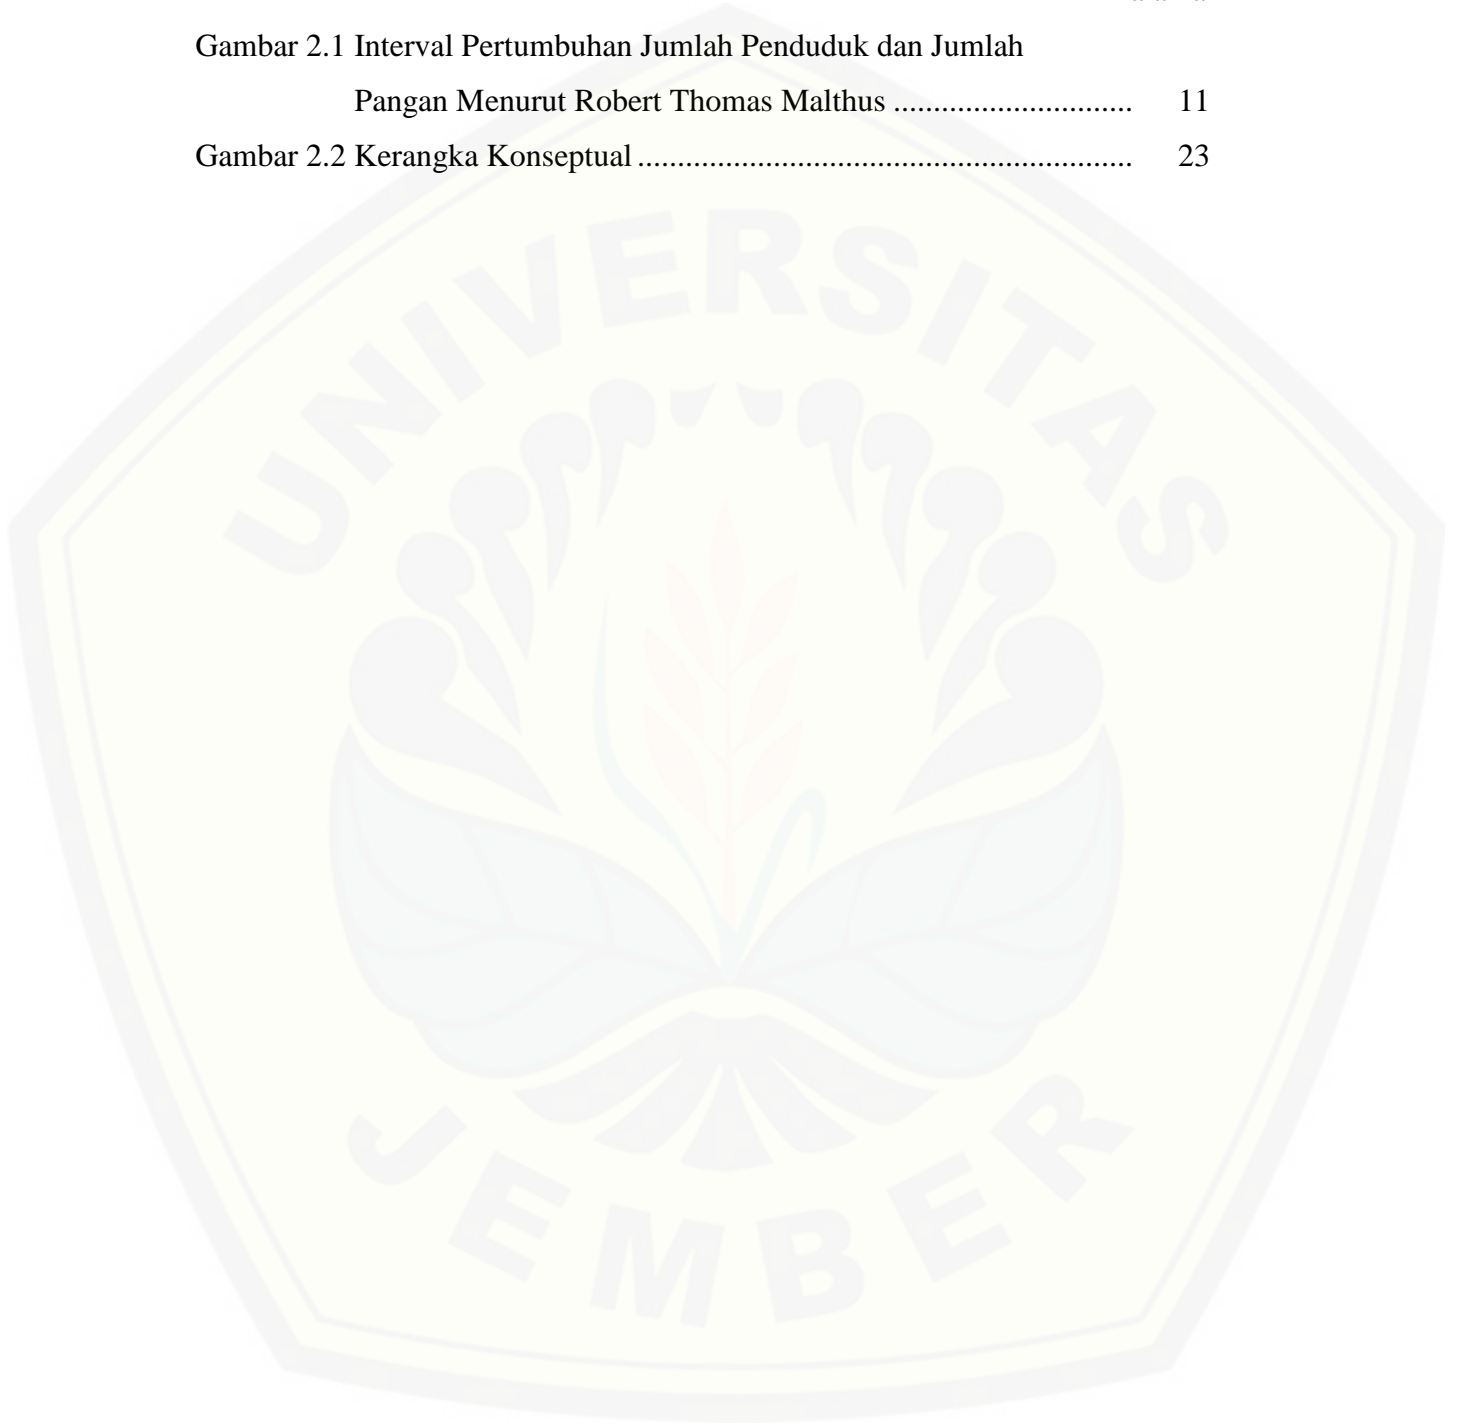 Gambar 2.1 Interval Pertumbuhan Jumlah Penduduk dan Jumlah
Pangan Menurut Robert Thomas Malthus .............................. 11
Gambar 2.2 Kerangka Konseptual .............................................................. 23
UNIVERSITAS
JEMBER